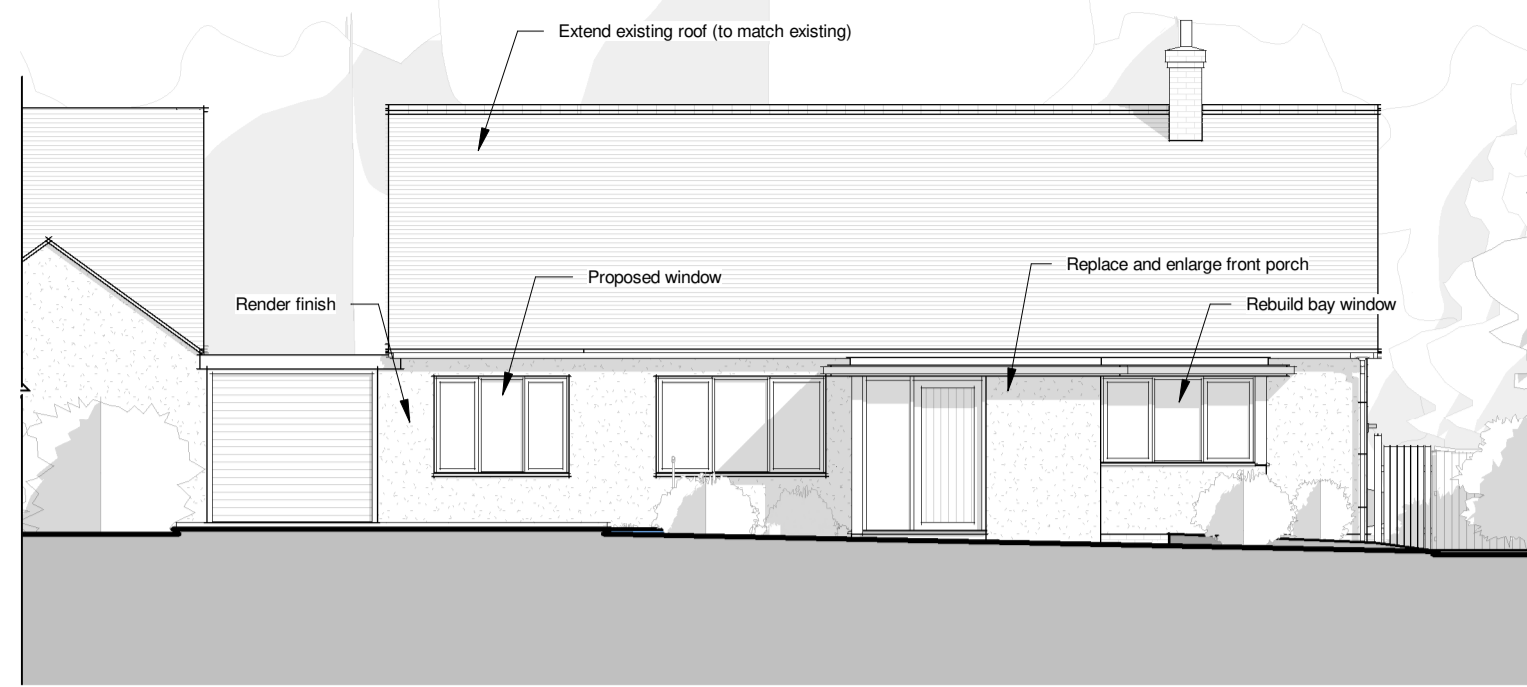 Extend existing roof (to match existing)
Replace and enlarge front porch
Proposed window
Render finish
Rebuild bay window